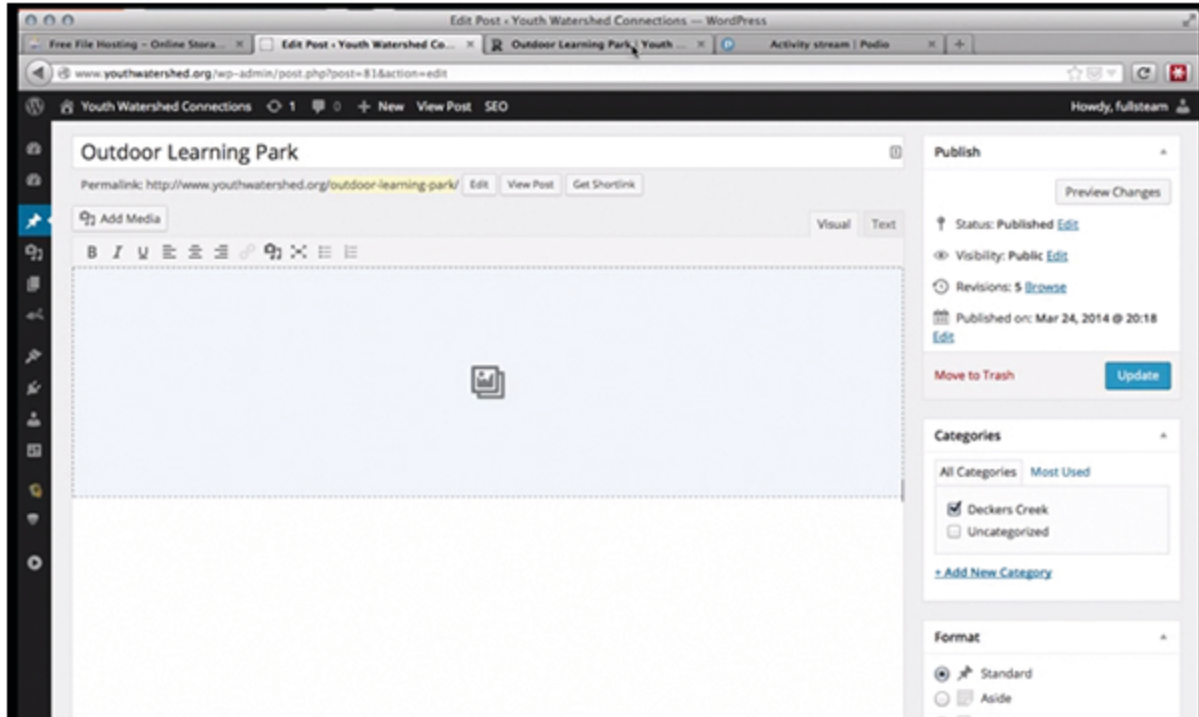 Edit Post ‹ Youth Watershed Connections — WordPress
Free File Hosting - Online Stora...
Edit Post ‹ Youth Watershed Co...
Outdoor Learning Park | Youth ...
Activity stream | Podio
www.youthwatershed.org/wp-admin/post.php?post=81&action=edit
Youth Watershed Connections 1 0 + New View Post SEO Howdy, fullsteam
Outdoor Learning Park
Permalink: http://www.youthwatershed.org/outdoor-learning-park/ Edit View Post Get Shortlink
Add Media
Visual Text
B I U
Publish
Preview Changes
Status: Published Edit
Visibility: Public Edit
Revisions: 5 Browse
Published on: Mar 24, 2014 @ 20:18
Edit
Move to Trash Update
Categories
All Categories Most Used
Deckers Creek
Uncategorized
+ Add New Category
Format
Standard
Aside